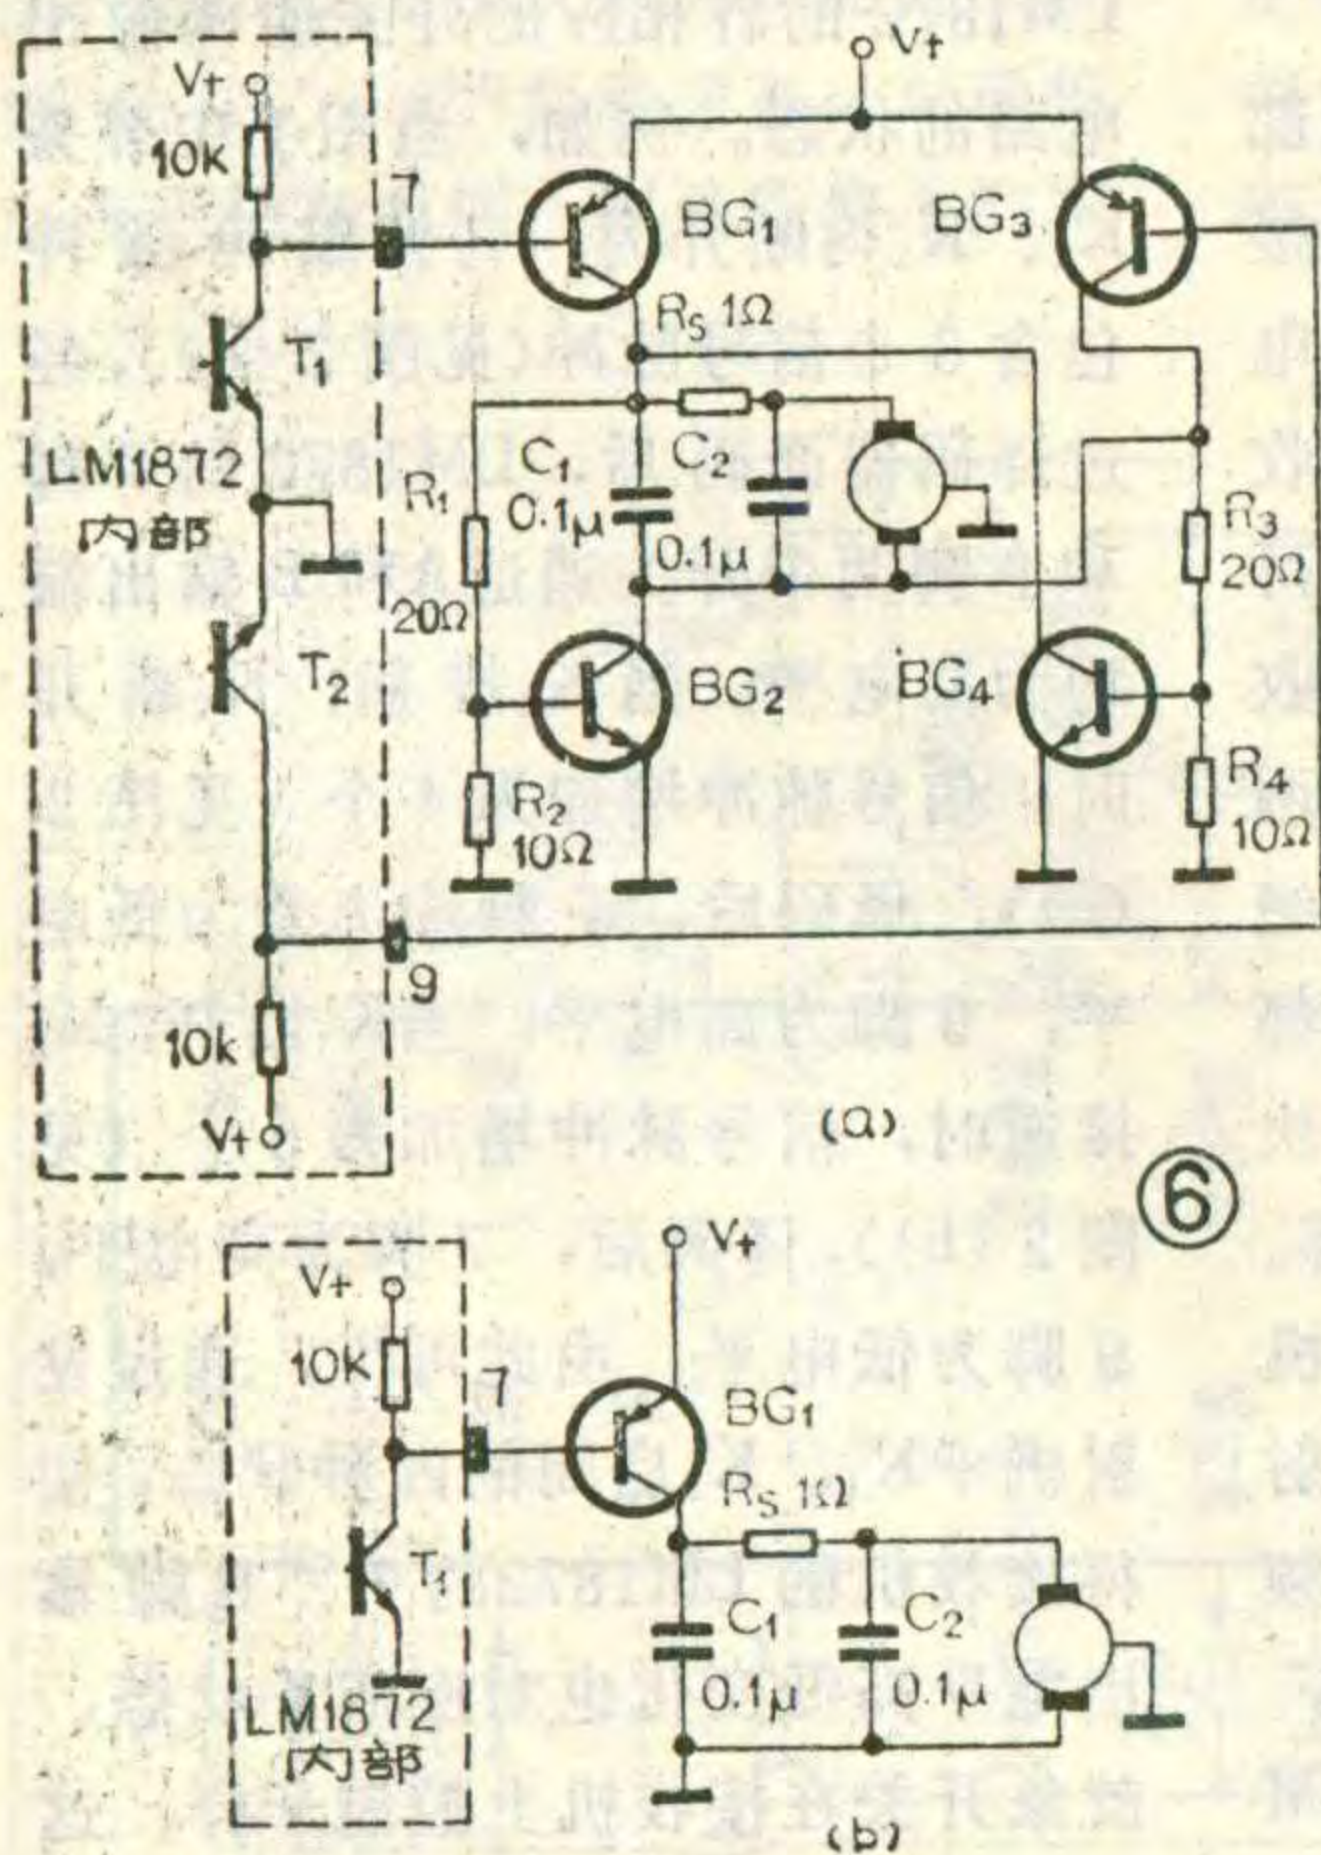 V+
V+
10k
7
BG₁
BG₃
R_S 1Ω
T₁
LM1872
内部
R₁
20Ω
C₁
0.1μ
C₂
0.1μ
R₃
20Ω
T₂
BG₂
BG₄
R₂
10Ω
R₄
10Ω
9
10k
V+
(a)
⑥
V+
V+
10k
7
BG₁
R_S 1Ω
T₁
C₁
0.1μ
C₂
0.1μ
LM1872
内部
(b)